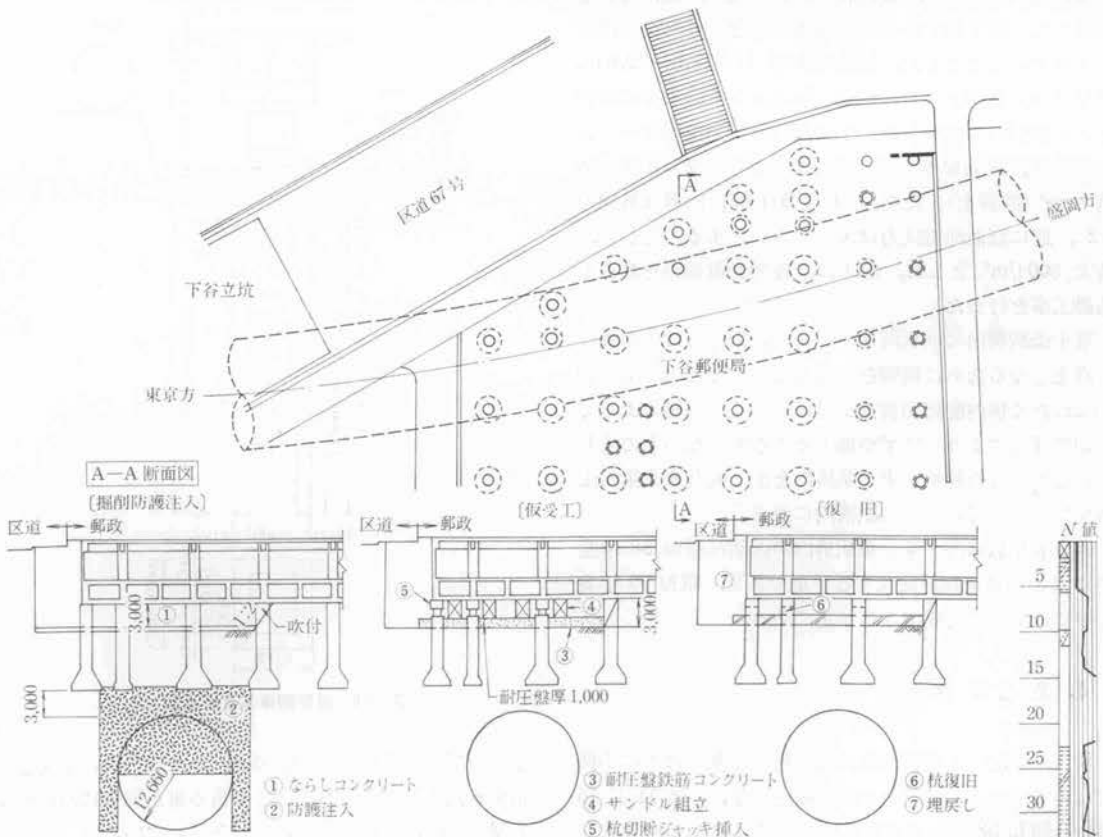 区道67号
A
盛岡方
下谷立坑
東京方
下谷郵便局
A―A 断面図
〔掘削防護注入〕
〔仮受工〕
A
〔復 旧〕
区道
郵政
区道
郵政
区道
郵政
N 値
5
10
15
20
25
30
①
3,000
吹付
⑤
④
3,000
③
⑦
⑥
3,000
②
耐圧盤厚1,000
12,660
①ならしコンクリート
②防護注入
③耐圧盤鉄筋コンクリート
④サンドル組立
⑤杭切断ジャッキ挿入
⑥杭復旧
⑦埋戻し